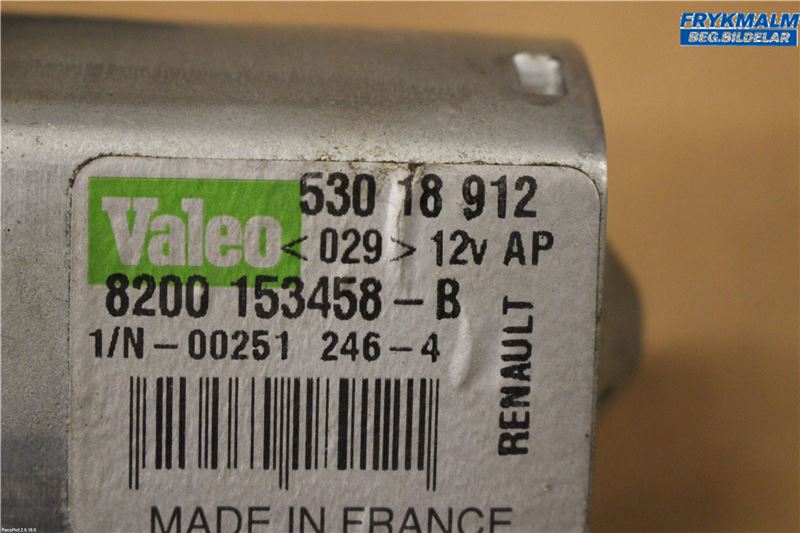 FRYKMALM
BEG.BILDELAR
Valeo
530 18 912
<029> 12v AP
8200 153458-B
1/N-00251 246-4
RENAULT
MADE IN FRANCE